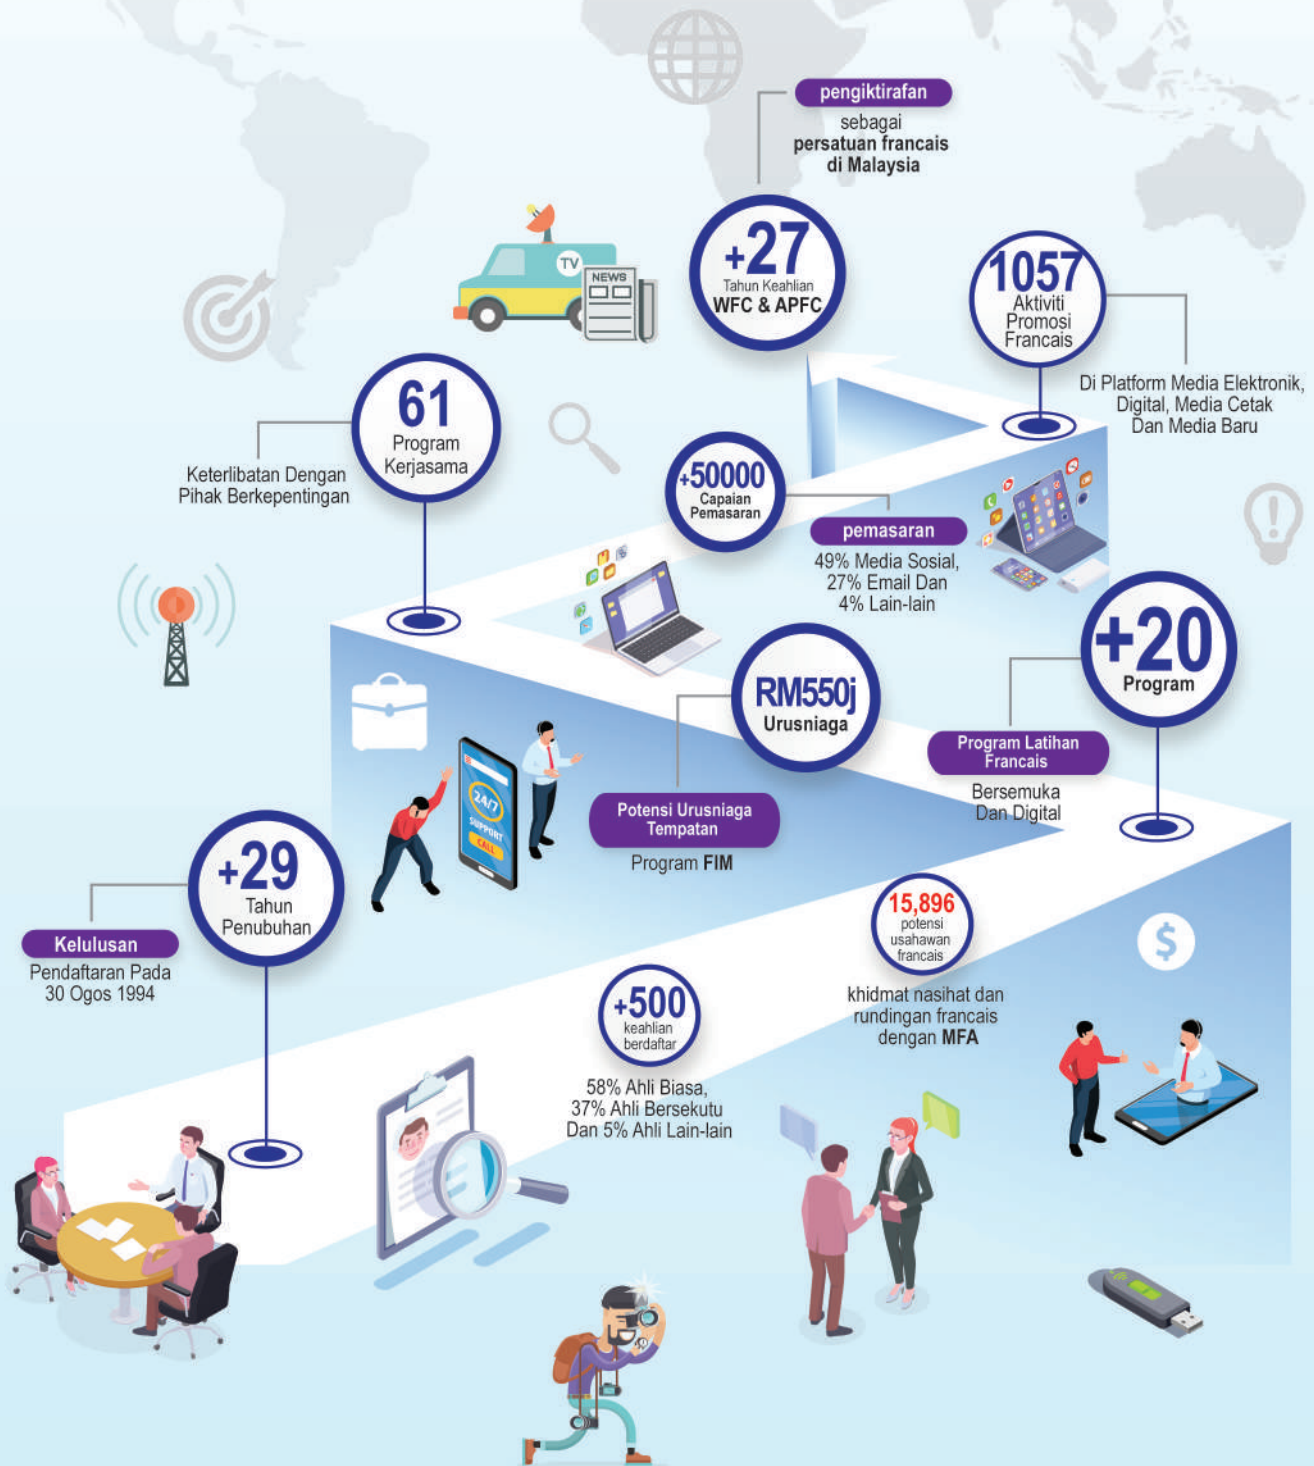 pengiktirafan
sebagai
persatuan francais
di Malaysia
+27
Tahun Keahlian
WFC & APFC
TV
NEWS
1057
Aktiviti
Promosi
Francais
Di Platform Media Elektronik,
Digital, Media Cetak
Dan Media Baru
61
Program
Kerjasama
Keterlibatan Dengan
Pihak Berkepentingan
+50000
Capaian
Pemasaran
pemasaran
49% Media Sosial,
27% Email Dan
4% Lain-lain
+20
Program
Program Latihan
Francais
Bersemuka
Dan Digital
RM550j
Urusniaga
Potensi Urusniaga
Tempatan
Program FIM
24/7
SUPPORT
CALL
+29
Tahun
Penubuhan
Kelulusan
Pendaftaran Pada
30 Ogos 1994
15,896
potensi
usahawan
francais
khidmat nasihat dan
rundingan francais
dengan MFA
$
+500
keahlian
berdaftar
58% Ahli Biasa,
37% Ahli Bersekutu
Dan 5% Ahli Lain-lain